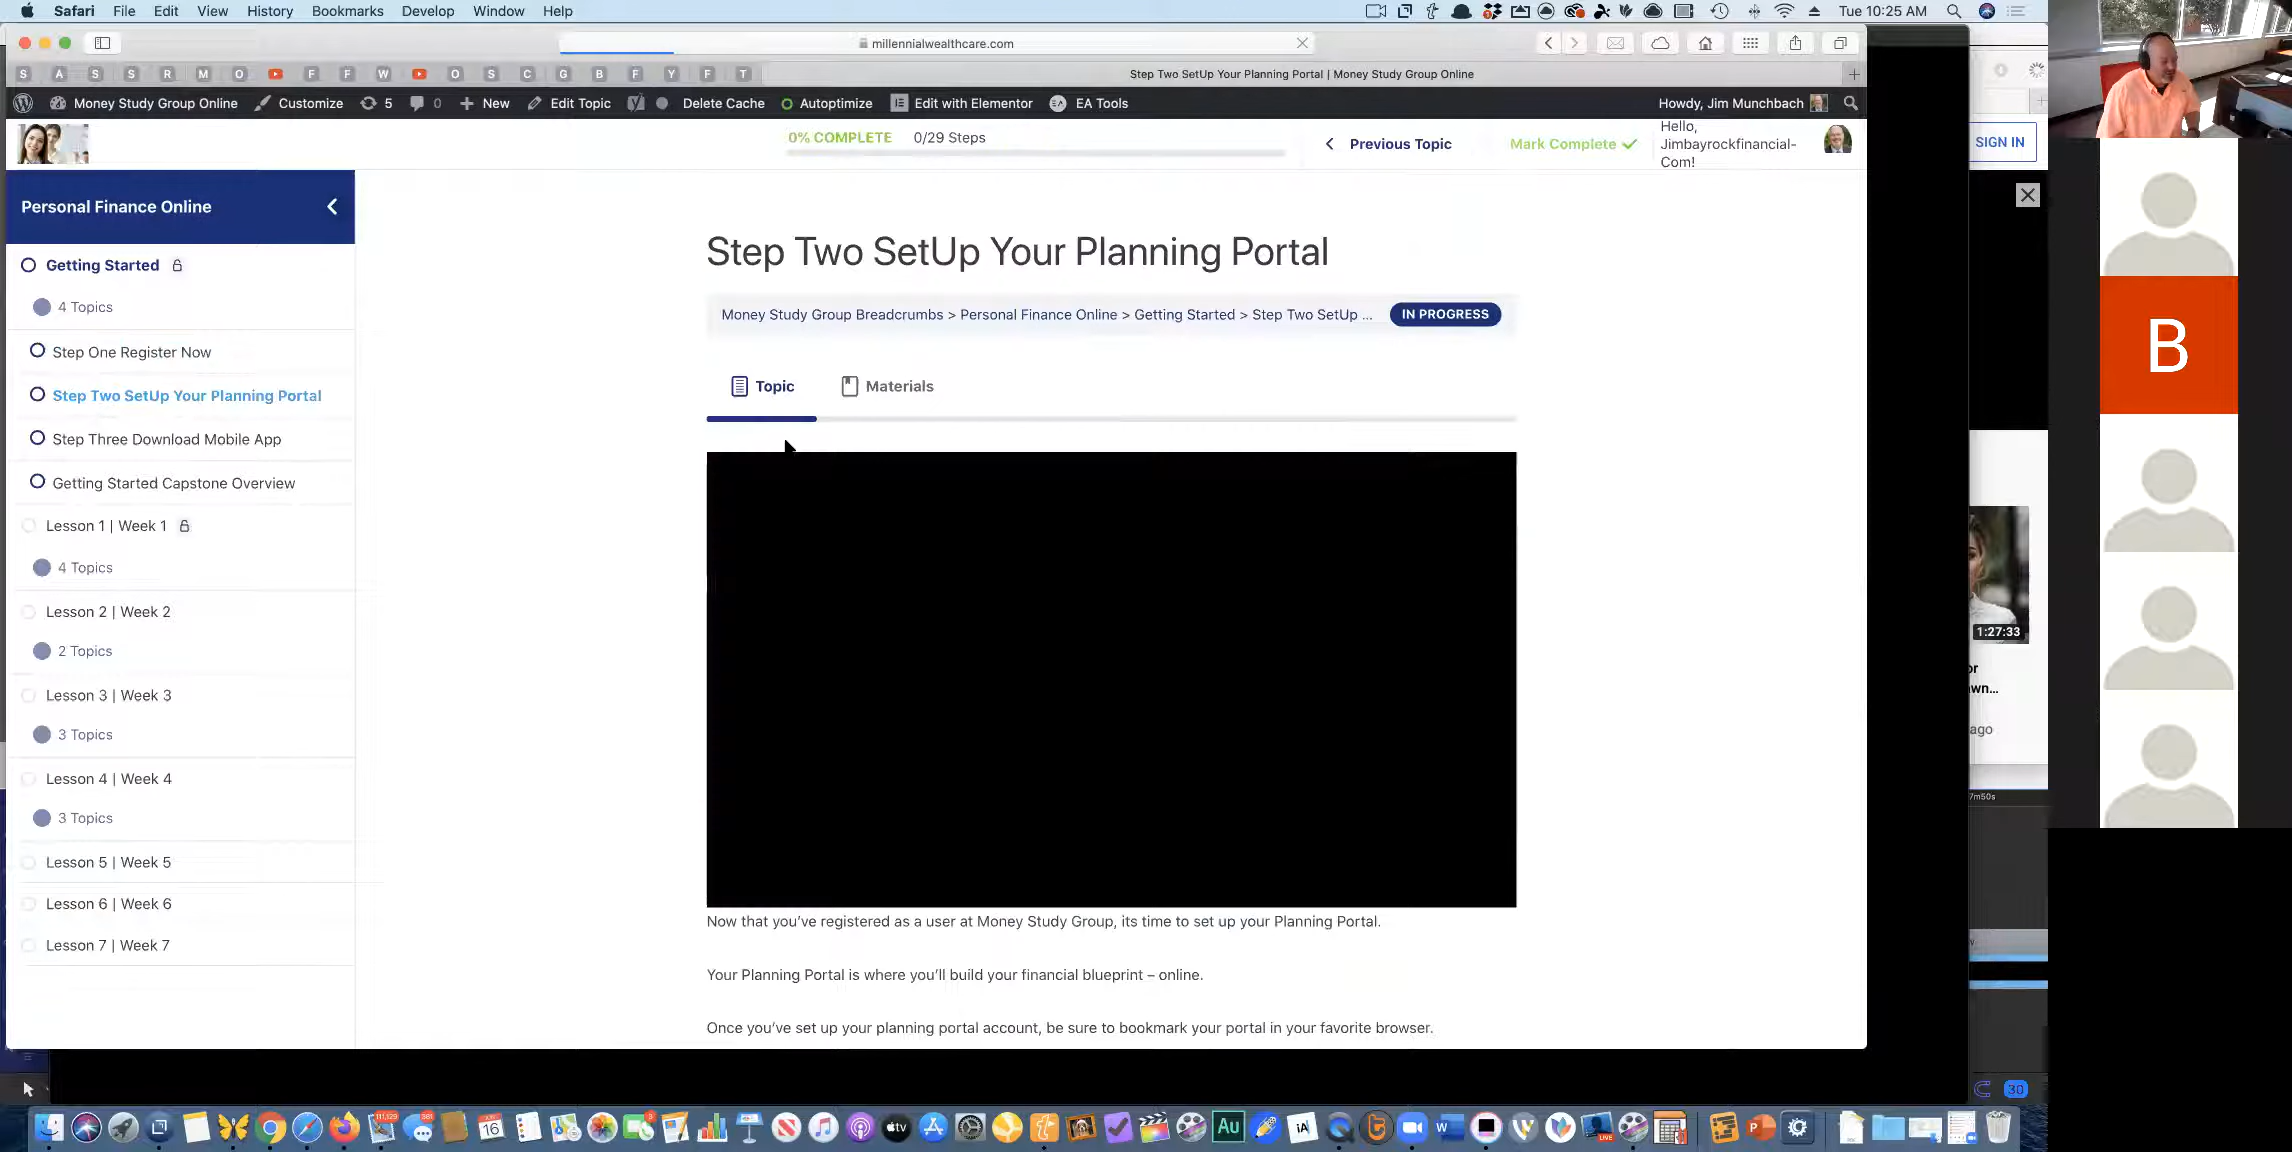 Safari File Edit View History Bookmarks Develop Window Help
Tue 10:25 AM
millennialwealthcare.com
S A S S R M O F F W O S C G B F Y F T
Step Two SetUp Your Planning Portal | Money Study Group Online
Money Study Group Online Customize 5 0 New Edit Topic Delete Cache Autoptimize Edit with Elementor EA Tools
Howdy, Jim Munchbach
0% COMPLETE 0/29 Steps
Previous Topic
Mark Complete
Hello,
Jimbayrockfinancial-
Com!
SIGN IN
Personal Finance Online
Getting Started
4 Topics
Step One Register Now
Step Two SetUp Your Planning Portal
Step Three Download Mobile App
Getting Started Capstone Overview
Lesson 1 | Week 1
4 Topics
Lesson 2 | Week 2
2 Topics
Lesson 3 | Week 3
3 Topics
Lesson 4 | Week 4
3 Topics
Lesson 5 | Week 5
Lesson 6 | Week 6
Lesson 7 | Week 7
Step Two SetUp Your Planning Portal
Money Study Group Breadcrumbs > Personal Finance Online > Getting Started > Step Two SetUp ...
IN PROGRESS
Topic
Materials
Now that you've registered as a user at Money Study Group, its time to set up your Planning Portal.
Your Planning Portal is where you'll build your financial blueprint – online.
Once you've set up your planning portal account, be sure to bookmark your portal in your favorite browser.
1:27:33
or
awn...
ago
7m50s
30
B
16
tv
Au
iA
W
P
LIVE